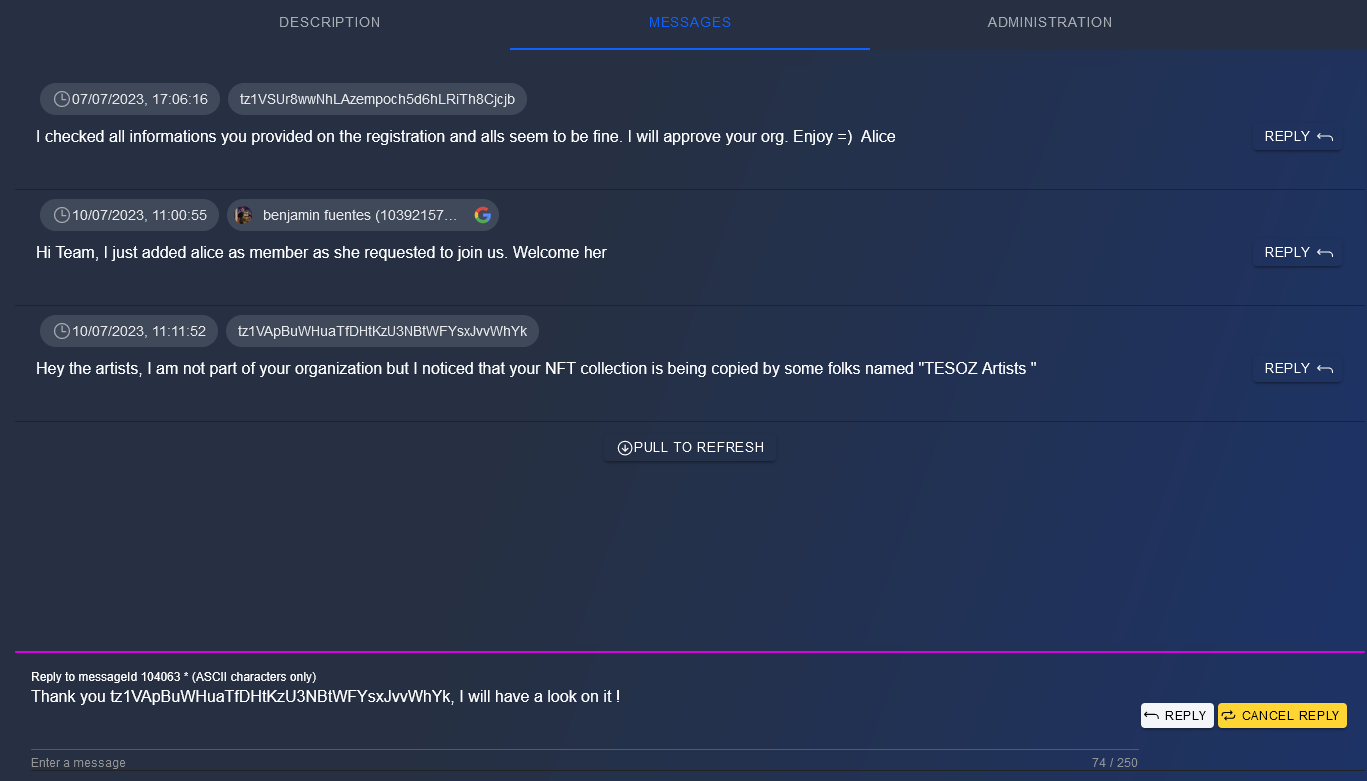 DESCRIPTION MESSAGES ADMINISTRATION
07/07/2023, 17:06:16 tz1VSUr8wwNhLAzempoch5d6hLRiTh8Cjcjb
I checked all informations you provided on the registration and alls seem to be fine. I will approve your org. Enjoy =)  Alice REPLY
10/07/2023, 11:00:55 benjamin fuentes (10392157…
Hi Team, I just added alice as member as she requested to join us. Welcome her REPLY
10/07/2023, 11:11:52 tz1VApBuWHuaTfDHtKzU3NBtWFYsxJvvWhYk
Hey the artists, I am not part of your organization but I noticed that your NFT collection is being copied by some folks named "TESOZ Artists " REPLY
PULL TO REFRESH
Reply to messageId 104063 * (ASCII characters only)
Thank you tz1VApBuWHuaTfDHtKzU3NBtWFYsxJvvWhYk, I will have a look on it !
REPLY CANCEL REPLY
Enter a message 74 / 250